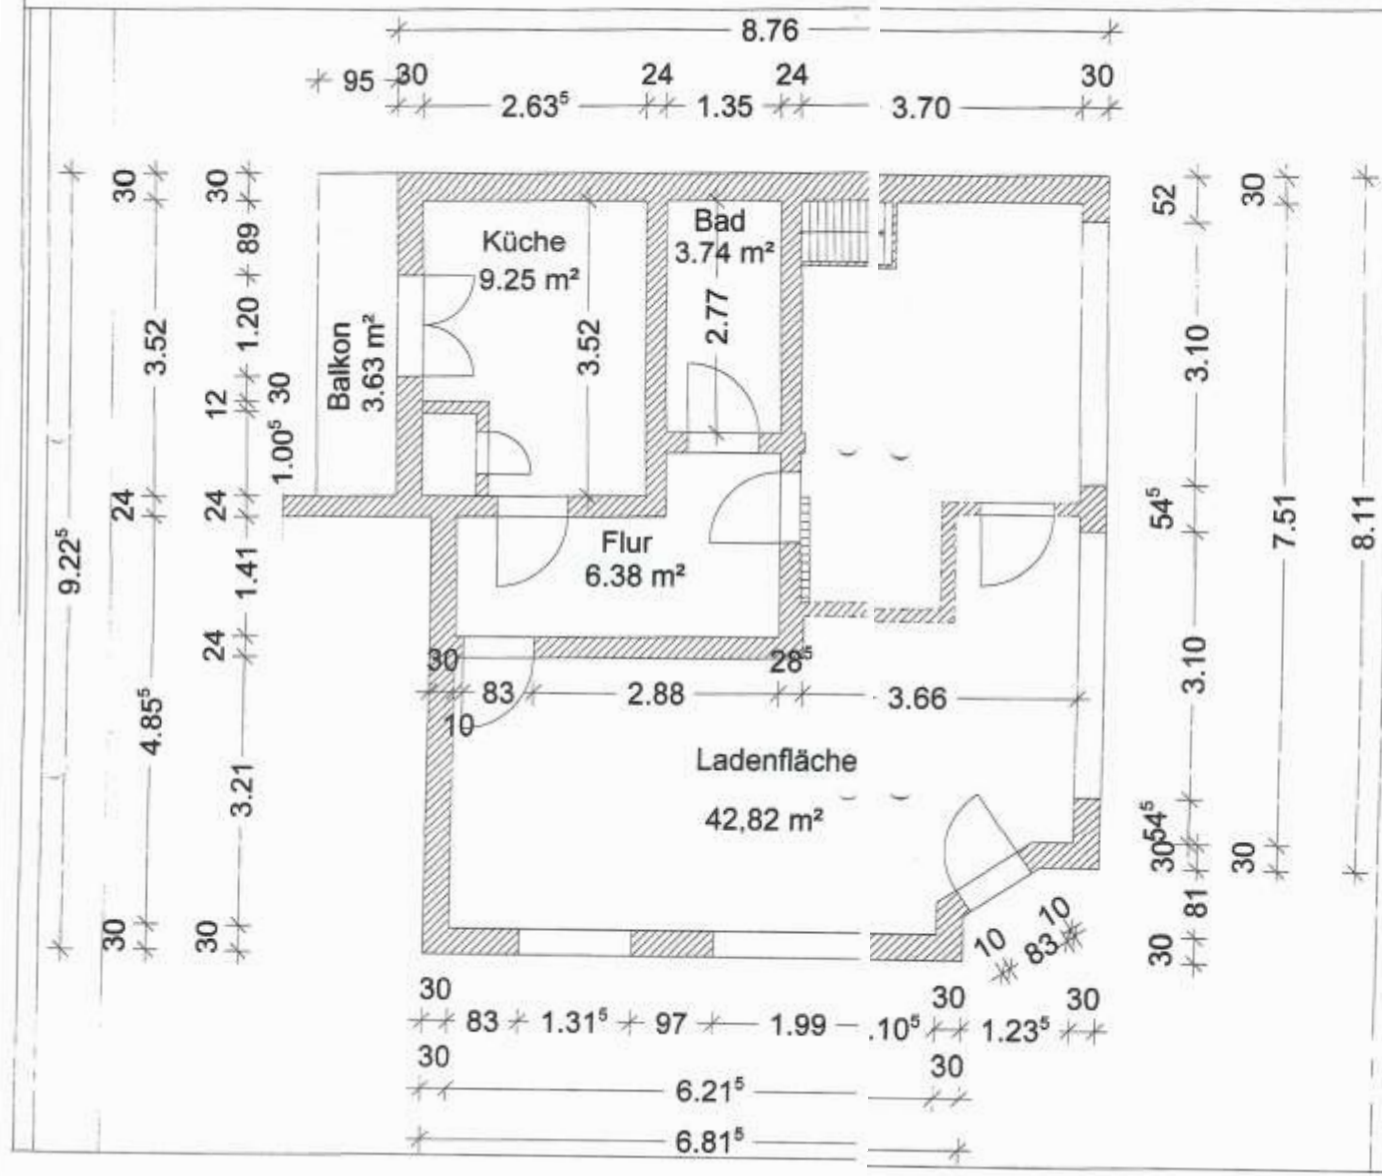 8.76
95 30 24 24 30
2.63⁵ 1.35 3.70
30 30 52 30
Küche
9.25 m²
Bad
3.74 m²
89
3.52
1.20
Balkon
3.63 m²
3.52
2.77
3.10
12 30
1.00⁵
24 24
54⁵
7.51
8.11
9.22⁵
1.41
Flur
6.38 m²
24
30 28⁵
83 2.88 3.66
10
3.10
4.85⁵
3.21
Ladenfläche
42,82 m²
54⁵
30 30
81
30 30
10 83 10
30
30 30 30
83 1.31⁵ 97 1.99 .10⁵ 1.23⁵
30 30
6.21⁵
6.81⁵